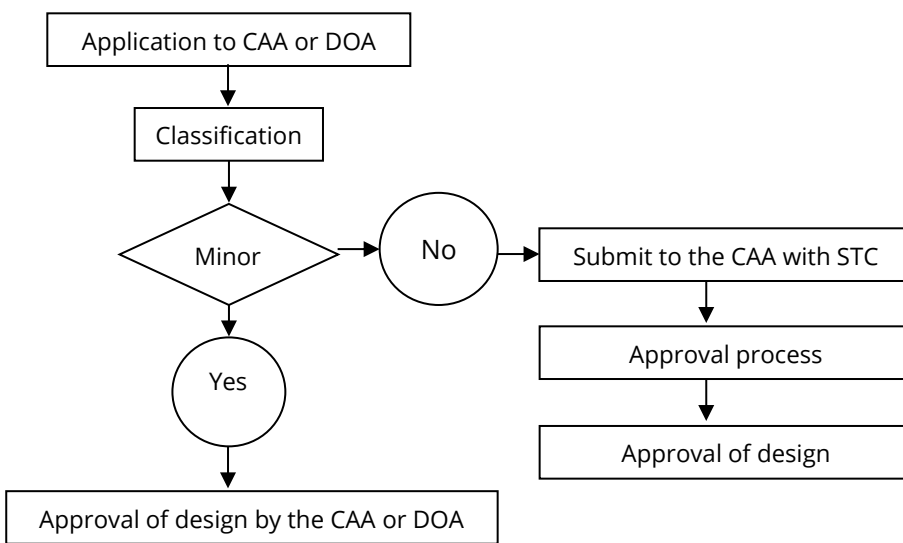 Application to CAA or DOA
Classification
Minor
No
Submit to the CAA with STC
Approval process
Yes
Approval of design
Approval of design by the CAA or DOA